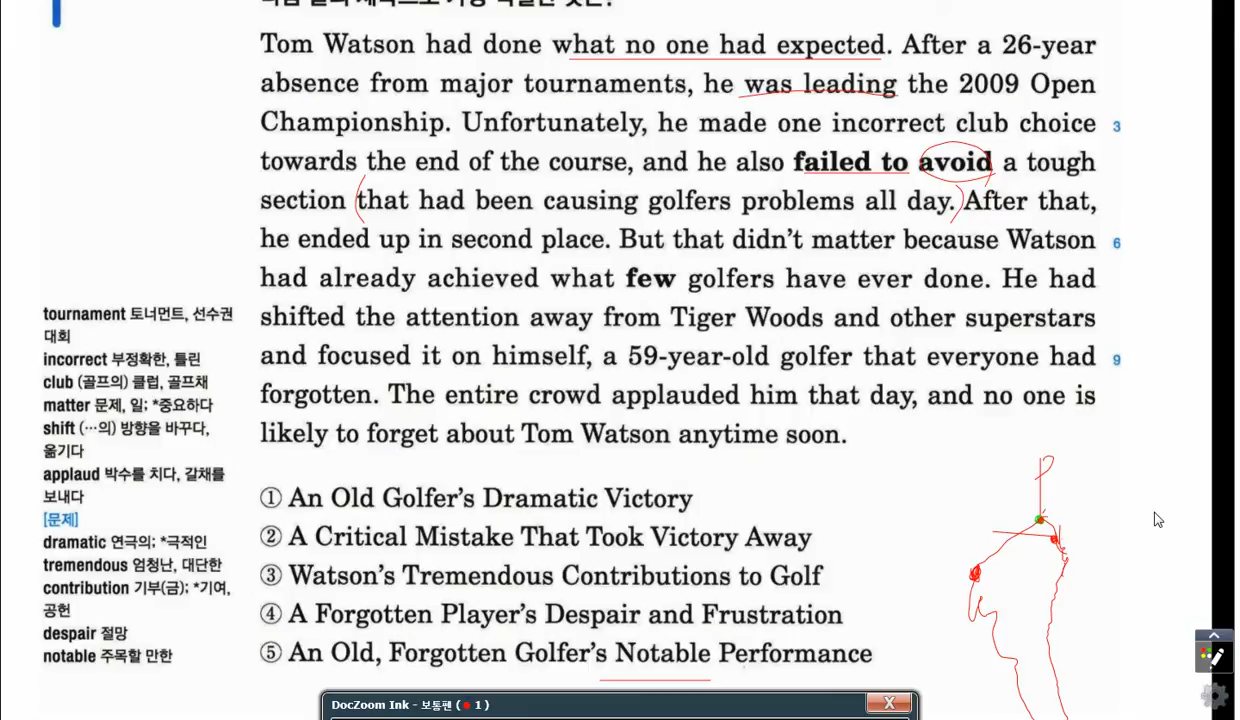 Tom Watson had done what no one had expected. After a 26-year
absence from major tournaments, he was leading the 2009 Open
Championship. Unfortunately, he made one incorrect club choice 3
towards the end of the course, and he also failed to avoid a tough
section that had been causing golfers problems all day. After that,
he ended up in second place. But that didn't matter because Watson 6
had already achieved what few golfers have ever done. He had
shifted the attention away from Tiger Woods and other superstars
and focused it on himself, a 59-year-old golfer that everyone had 9
forgotten. The entire crowd applauded him that day, and no one is
likely to forget about Tom Watson anytime soon.
tournament 토너먼트, 선수권
대회
incorrect 부정확한, 틀린
club (골프의) 클럽, 골프채
matter 문제, 일; *중요하다
shift (…의) 방향을 바꾸다,
옮기다
applaud 박수를 치다, 갈채를
보내다
[문제]
dramatic 연극의; *극적인
tremendous 엄청난, 대단한
contribution 기부(금); *기여,
공헌
despair 절망
notable 주목할 만한
① An Old Golfer's Dramatic Victory
② A Critical Mistake That Took Victory Away
③ Watson's Tremendous Contributions to Golf
④ A Forgotten Player's Despair and Frustration
⑤ An Old, Forgotten Golfer's Notable Performance
DocZoom Ink - 보통펜 ( 1 )